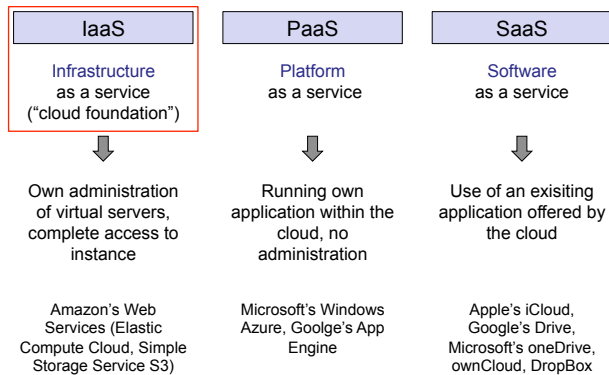 IaaS
Infrastructure
as a service
(“cloud foundation”)
Own administration
of virtual servers,
complete access to
instance
Amazon’s Web
Services (Elastic
Compute Cloud, Simple
Storage Service S3)
PaaS
Platform
as a service
Running own
application within the
cloud, no
administration
Microsoft’s Windows
Azure, Goolge’s App
Engine
SaaS
Software
as a service
Use of an exisiting
application offered by
the cloud
Apple’s iCloud,
Google’s Drive,
Microsoft’s oneDrive,
ownCloud, DropBox